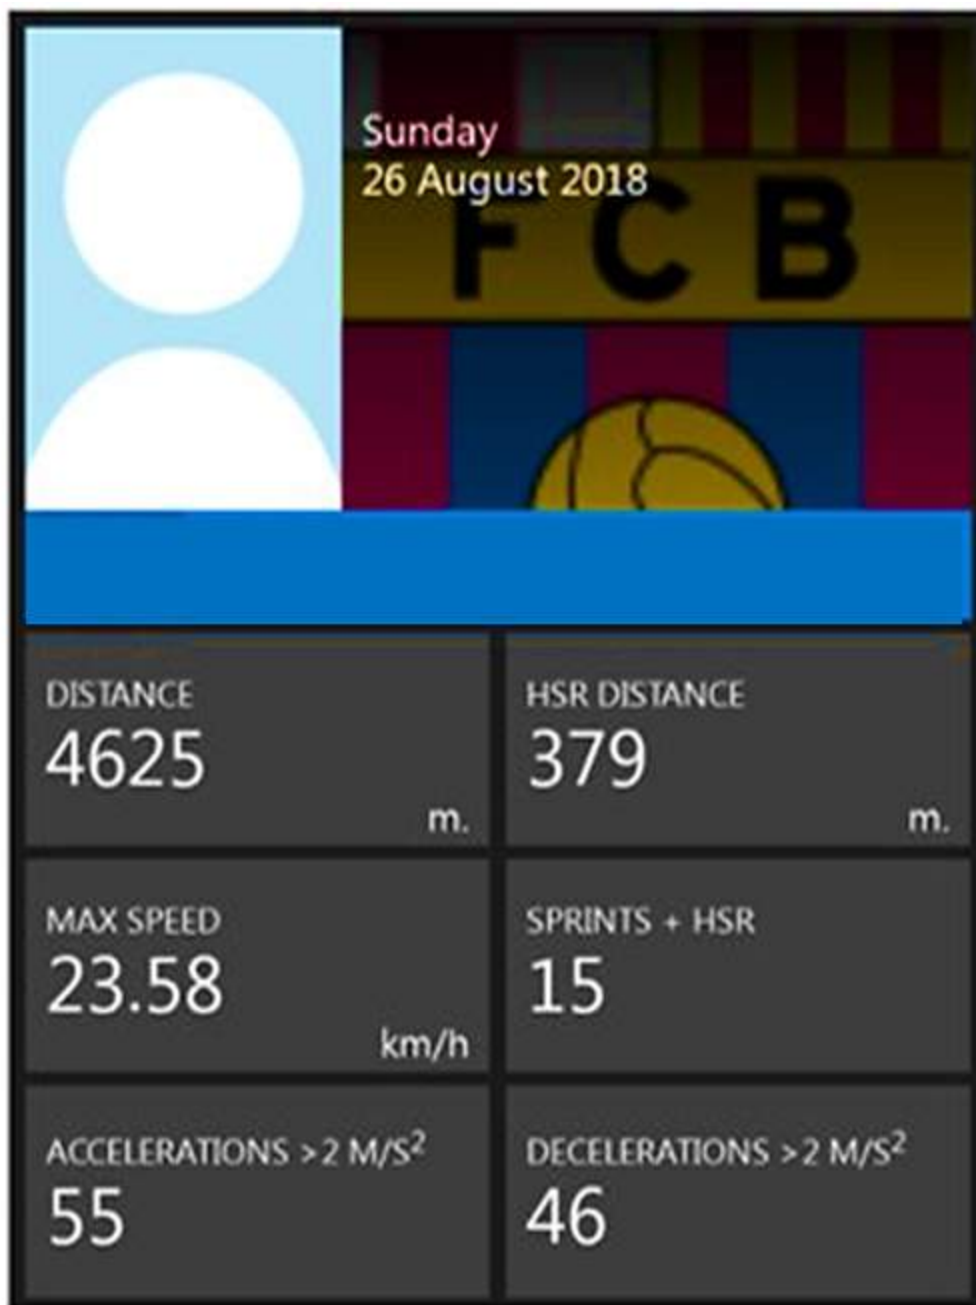 Sunday
26 August 2018
F C B
DISTANCE
4625
m.
HSR DISTANCE
379
m.
MAX SPEED
23.58
km/h
SPRINTS + HSR
15
ACCELERATIONS >2 M/S²
55
DECELERATIONS >2 M/S²
46